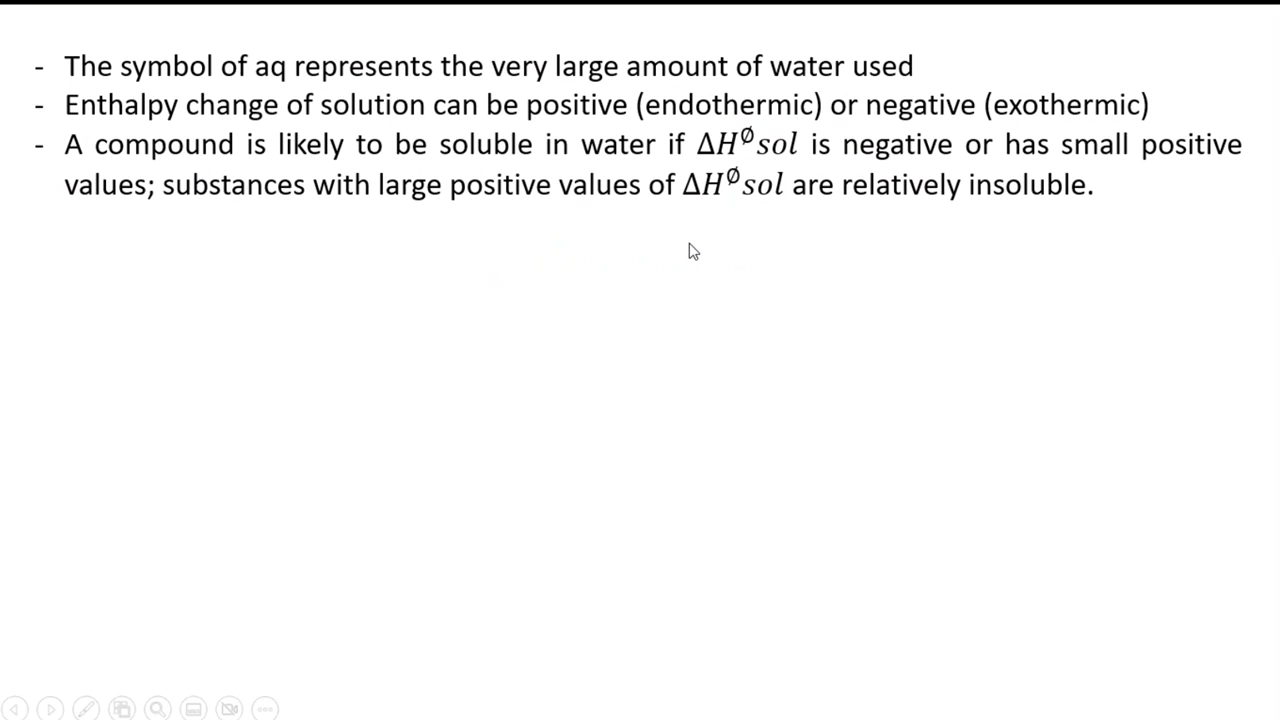 - The symbol of aq represents the very large amount of water used
- Enthalpy change of solution can be positive (endothermic) or negative (exothermic)
- A compound is likely to be soluble in water if ΔH^∅sol is negative or has small positive
values; substances with large positive values of ΔH^∅sol are relatively insoluble.